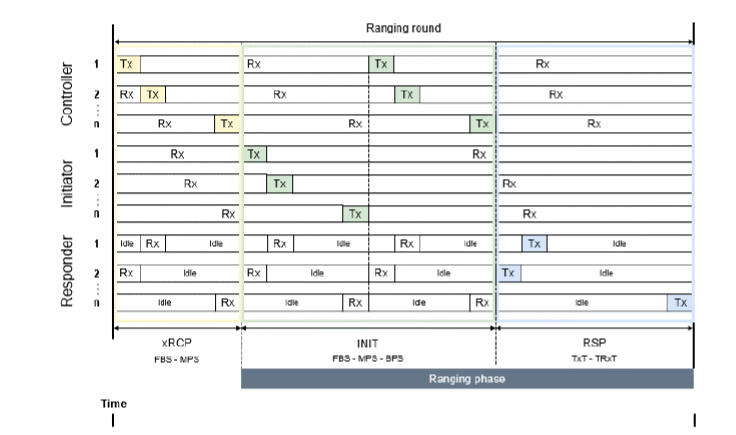 Ranging round
Controller
1 Tx Rx Tx Rx
2 Rx Tx Rx Tx Rx
n Rx Tx Rx Tx Rx
Initiator
1 Rx Tx Rx
2 Rx Tx Rx
n Rx Tx Rx
Responder
1 Idle Rx Idle Rx Idle Rx Idle Tx Idle
2 Rx Idle Rx Idle Rx Idle Tx Idle
n Idle Rx Idle Rx Idle Rx Idle Tx
xRCP INIT RSP
FBS - MPS FBS - MPS - BPS TxT - TRxT
Ranging phase
Time